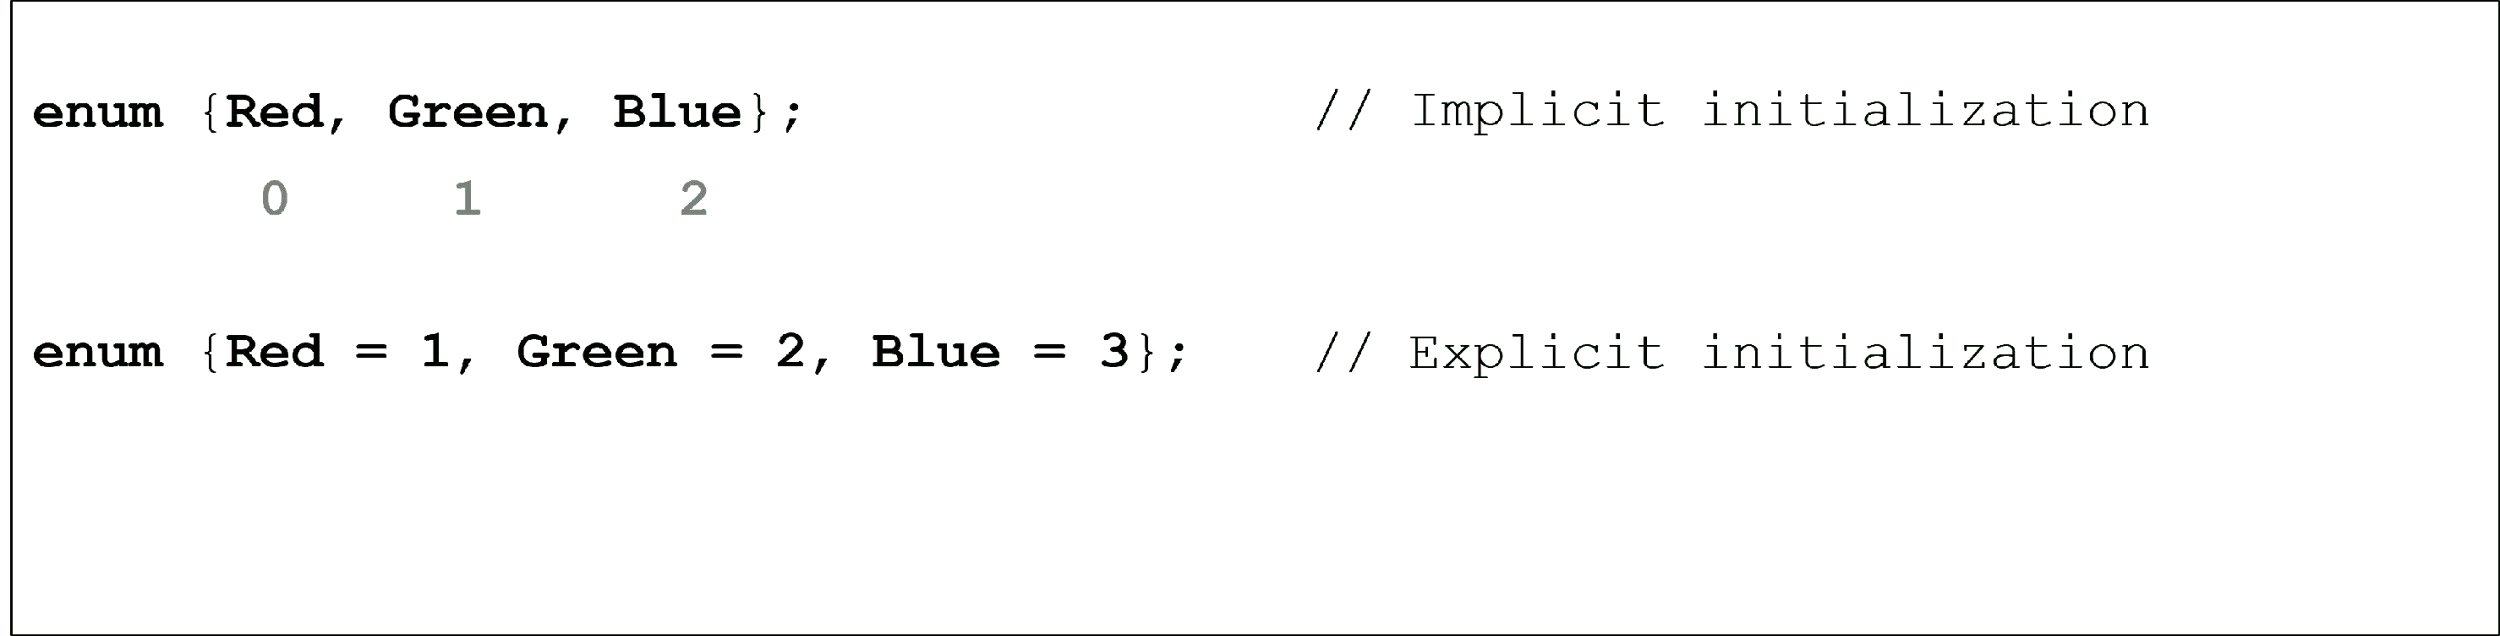 enum {Red, Green, Blue}; // Implicit initialization
0 1 2
enum {Red = 1, Green = 2, Blue = 3}; // Explicit initialization